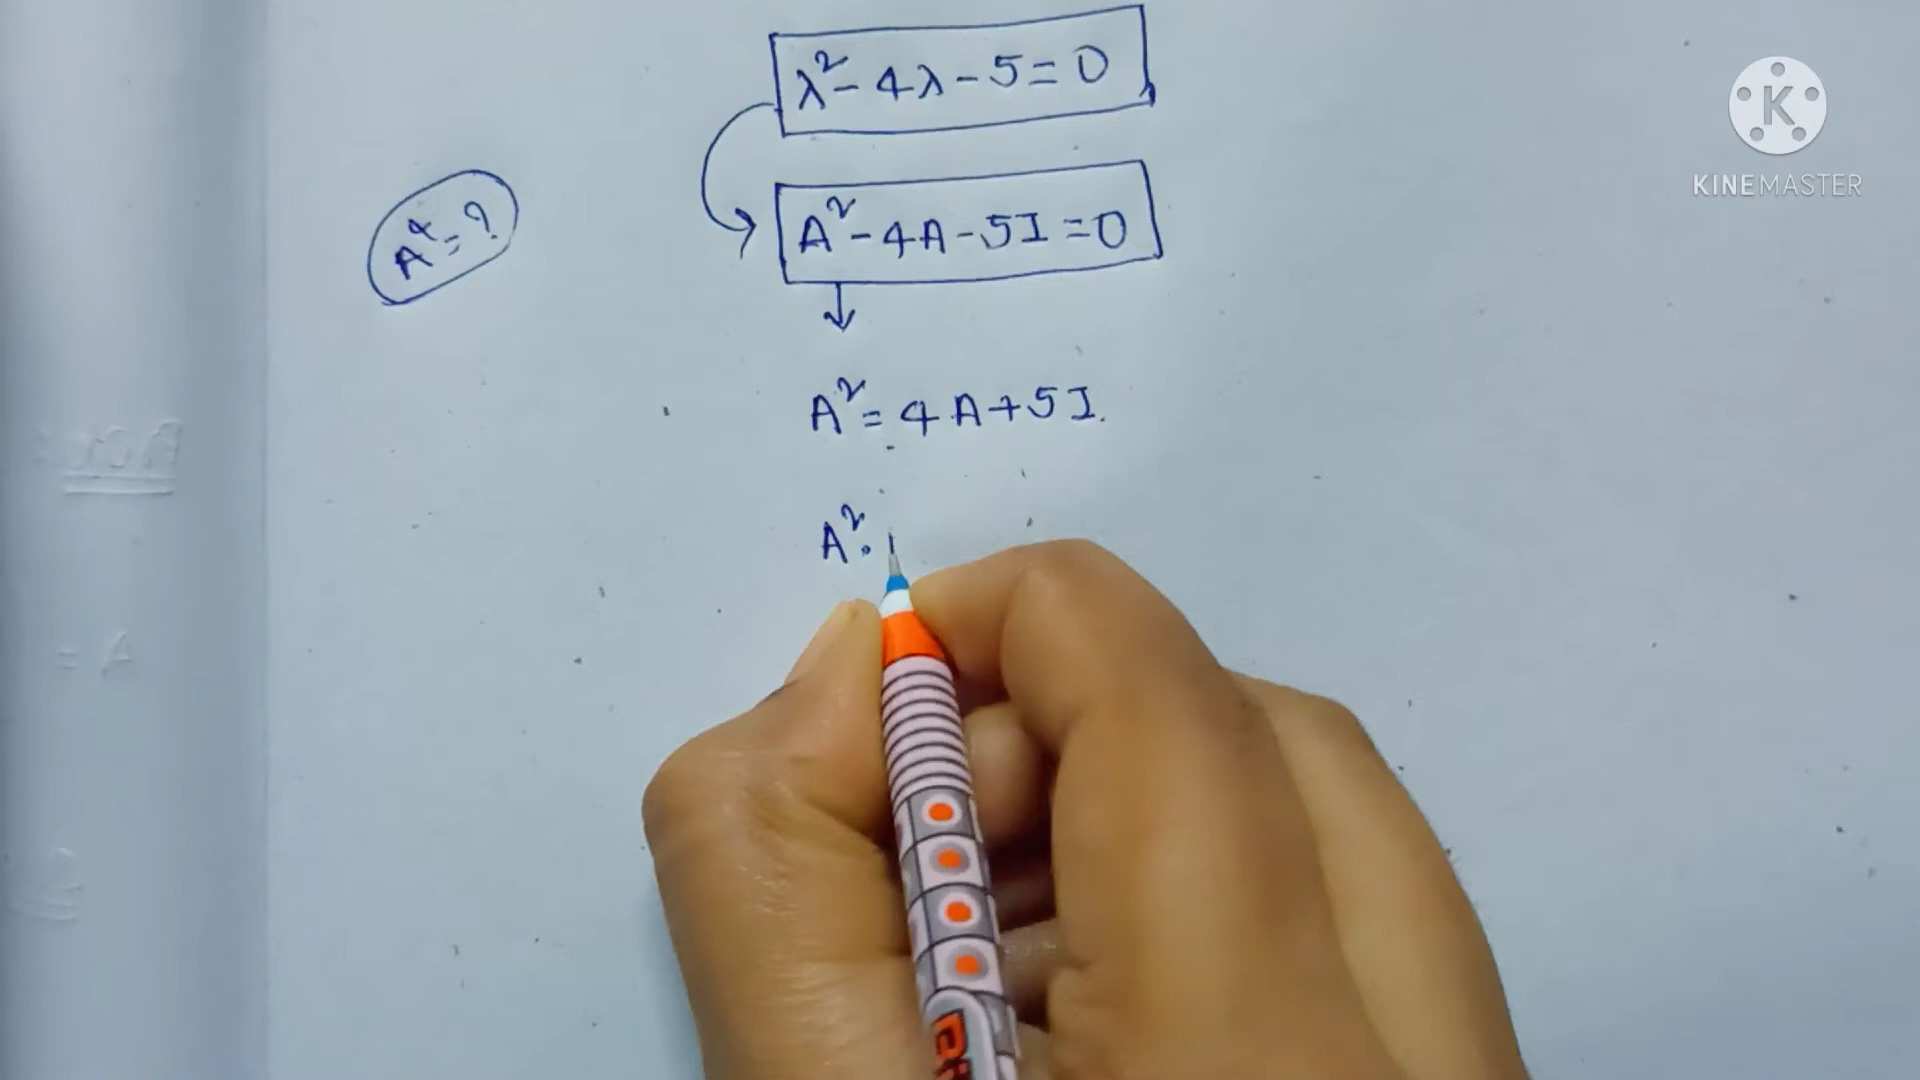 λ² - 4λ - 5 = 0
A⁴ = ?
A² - 4A - 5I = 0
A² = 4A + 5I.
A².
KINEMASTER